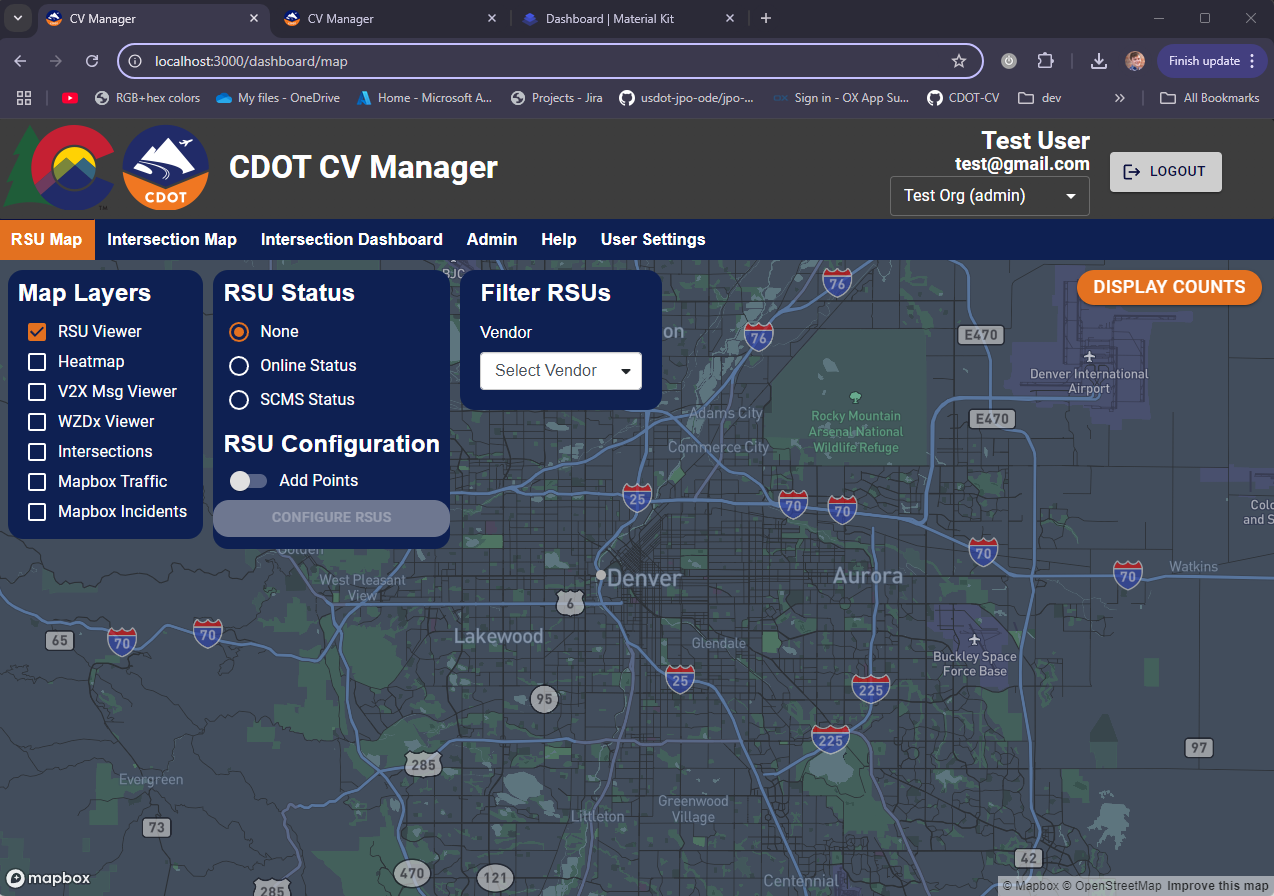 CV Manager
CV Manager
Dashboard | Material Kit
localhost:3000/dashboard/map
Finish update
RGB+hex colors
My files - OneDrive
Home - Microsoft A...
Projects - Jira
usdot-jpo-ode/jpo-...
Sign in - OX App Su...
CDOT-CV
dev
All Bookmarks
CDOT
TM
CDOT CV Manager
Test User
test@gmail.com
Test Org (admin)
LOGOUT
RSU Map
Intersection Map
Intersection Dashboard
Admin
Help
User Settings
Map Layers
RSU Viewer
Heatmap
V2X Msg Viewer
WZDx Viewer
Intersections
Mapbox Traffic
Mapbox Incidents
RSU Status
None
Online Status
SCMS Status
RSU Configuration
Add Points
CONFIGURE RSUS
Filter RSUs
Vendor
Select Vendor
DISPLAY COUNTS
76
76
E470
Denver International
Airport
E470
Adams City
Commerce City
Rocky Mountain
Arsenal National
Wildlife Refuge
25
70
70
70
70
Watkins
Golden
West Pleasant
View
Denver
Aurora
6
65
70
70
Lakewood
Glendale
Buckley Space
Force Base
25
225
95
225
97
285
Evergreen
Greenwood
Village
Littleton
73
42
470
121
285
Centennial
mapbox
© Mapbox © OpenStreetMap Improve this map